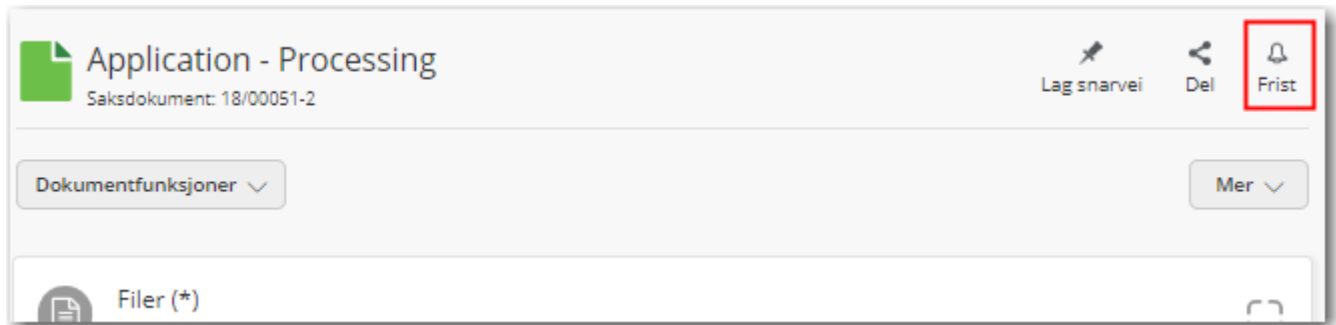 Application - Processing
Saksdokument: 18/00051-2
Lag snarvei
Del
Frist
Dokumentfunksjoner
Mer
Filer (*)